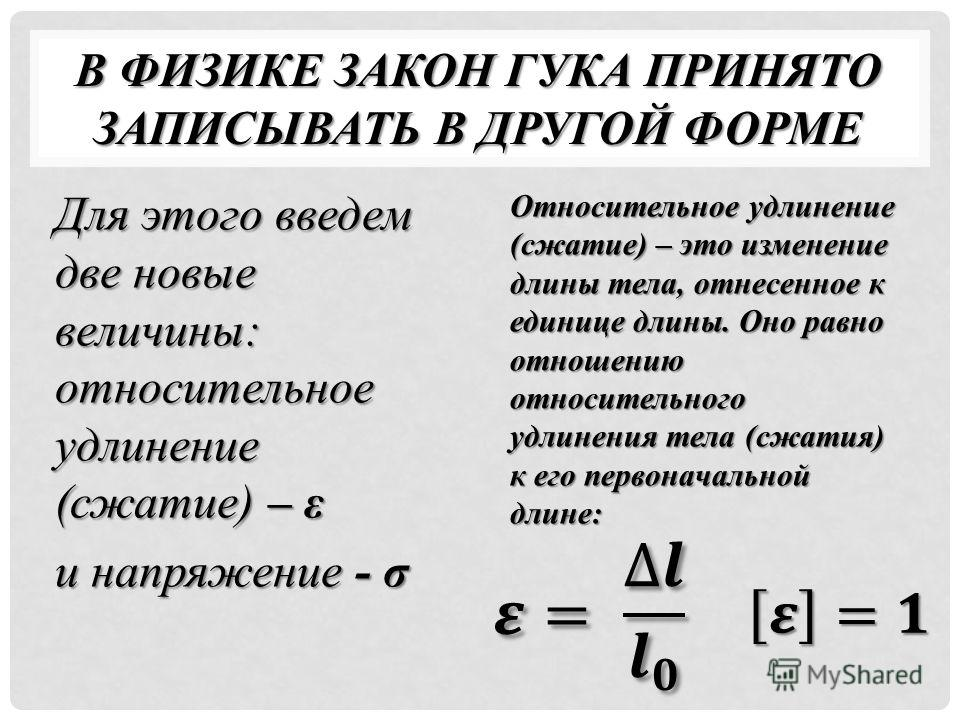 В ФИЗИКЕ ЗАКОН ГУКА ПРИНЯТО
ЗАПИСЫВАТЬ В ДРУГОЙ ФОРМЕ
Для этого введем
две новые
величины:
относительное
удлинение
(сжатие) – ε
и напряжение - σ
Относительное удлинение
(сжатие) – это изменение
длины тела, отнесенное к
единице длины. Оно равно
отношению
относительного
удлинения тела (сжатия)
к его первоначальной
длине:
ε = Δl / l₀ [ε] = 1
MyShared